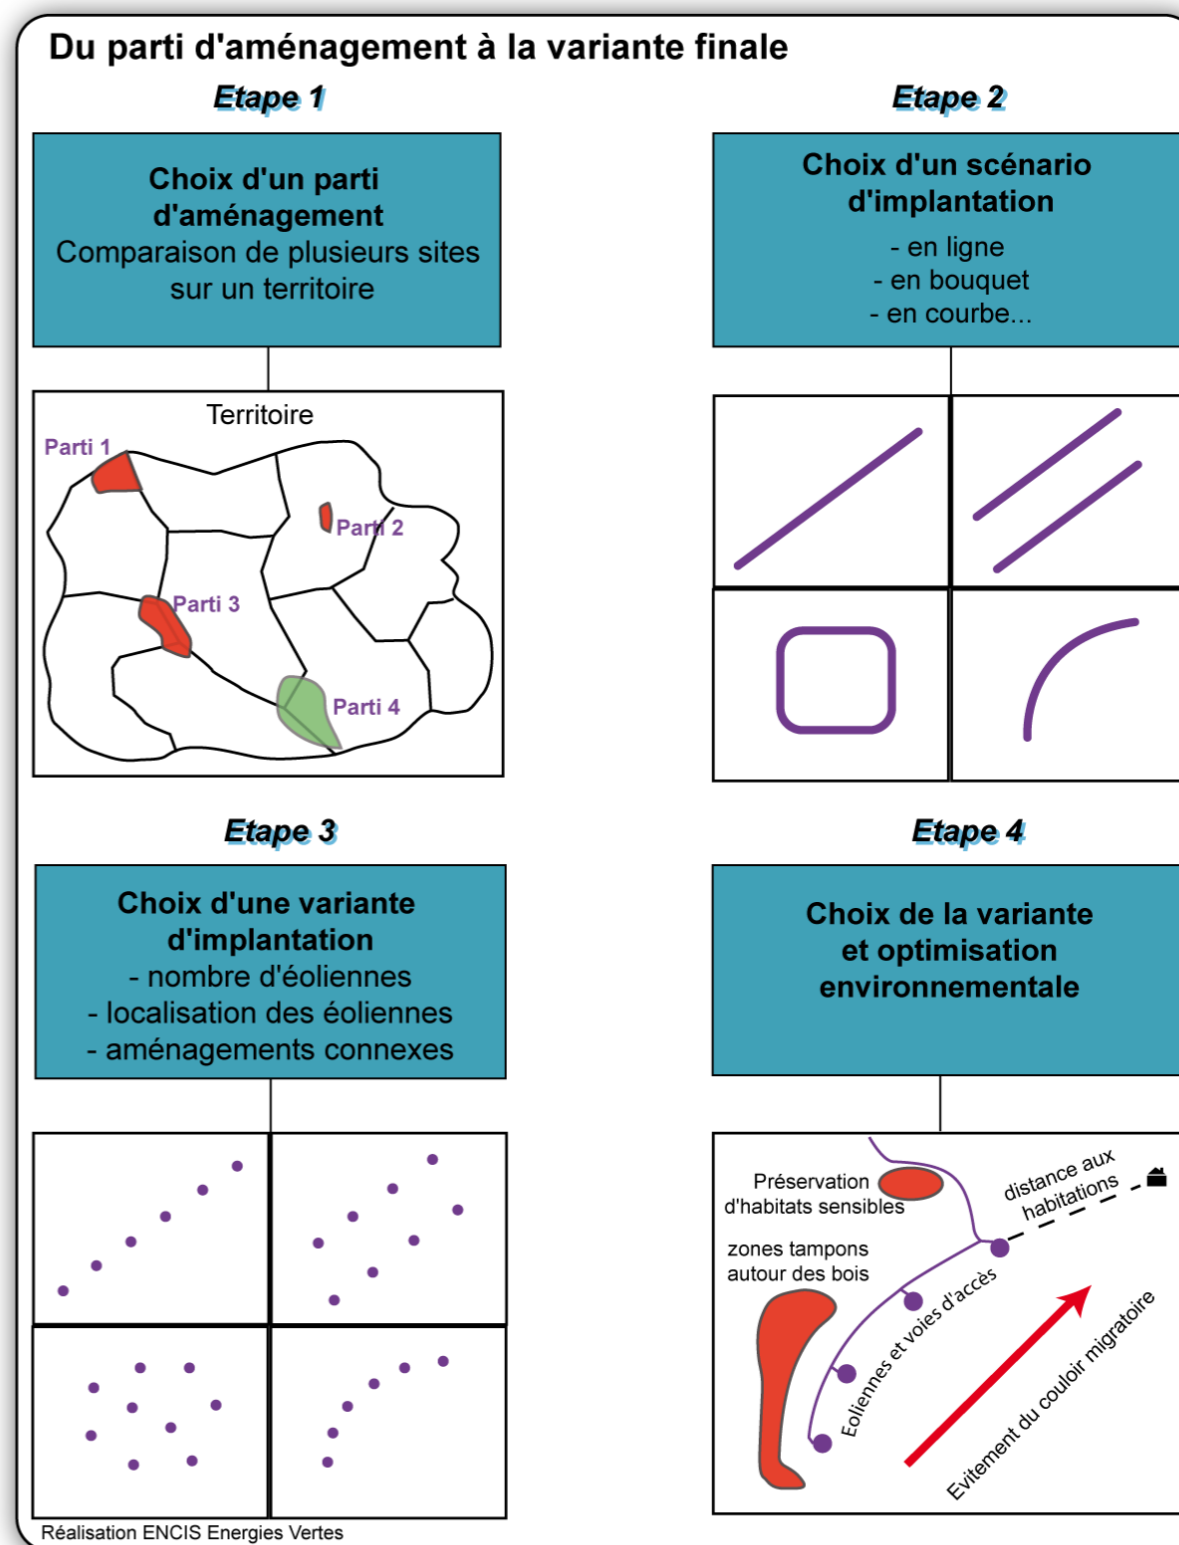 Du parti d'aménagement à la variante finale
Etape 1
Choix d'un parti
d'aménagement
Comparaison de plusieurs sites
sur un territoire
Territoire
Parti 1
Parti 2
Parti 3
Parti 4
Etape 2
Choix d'un scénario
d'implantation
- en ligne
- en bouquet
- en courbe...
Etape 3
Choix d'une variante
d'implantation
- nombre d'éoliennes
- localisation des éoliennes
- aménagements connexes
Etape 4
Choix de la variante
et optimisation
environnementale
Préservation
d'habitats sensibles
distance aux
habitations
zones tampons
autour des bois
Eoliennes et voies d'accès
Evitement du couloir migratoire
Réalisation ENCIS Energies Vertes